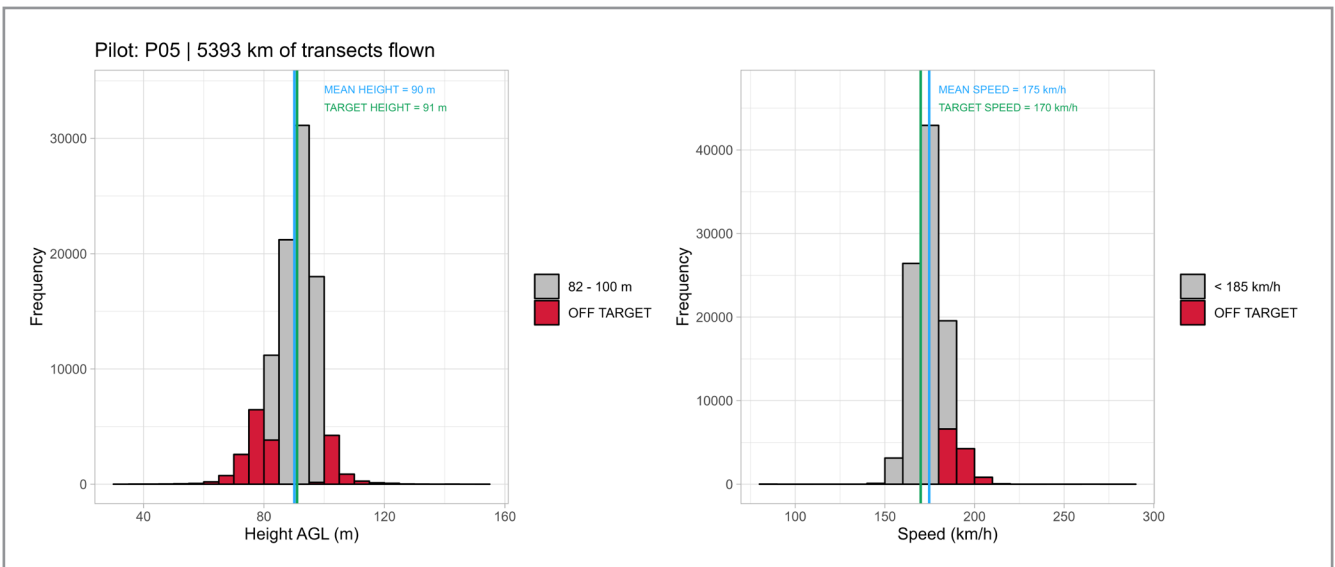 Pilot: P05 | 5393 km of transects flown
MEAN HEIGHT = 90 m
TARGET HEIGHT = 91 m
30000
20000
10000
0
Frequency
40
80
120
160
Height AGL (m)
82 - 100 m
OFF TARGET
MEAN SPEED = 175 km/h
TARGET SPEED = 170 km/h
40000
30000
20000
10000
0
Frequency
100
150
200
250
300
Speed (km/h)
< 185 km/h
OFF TARGET